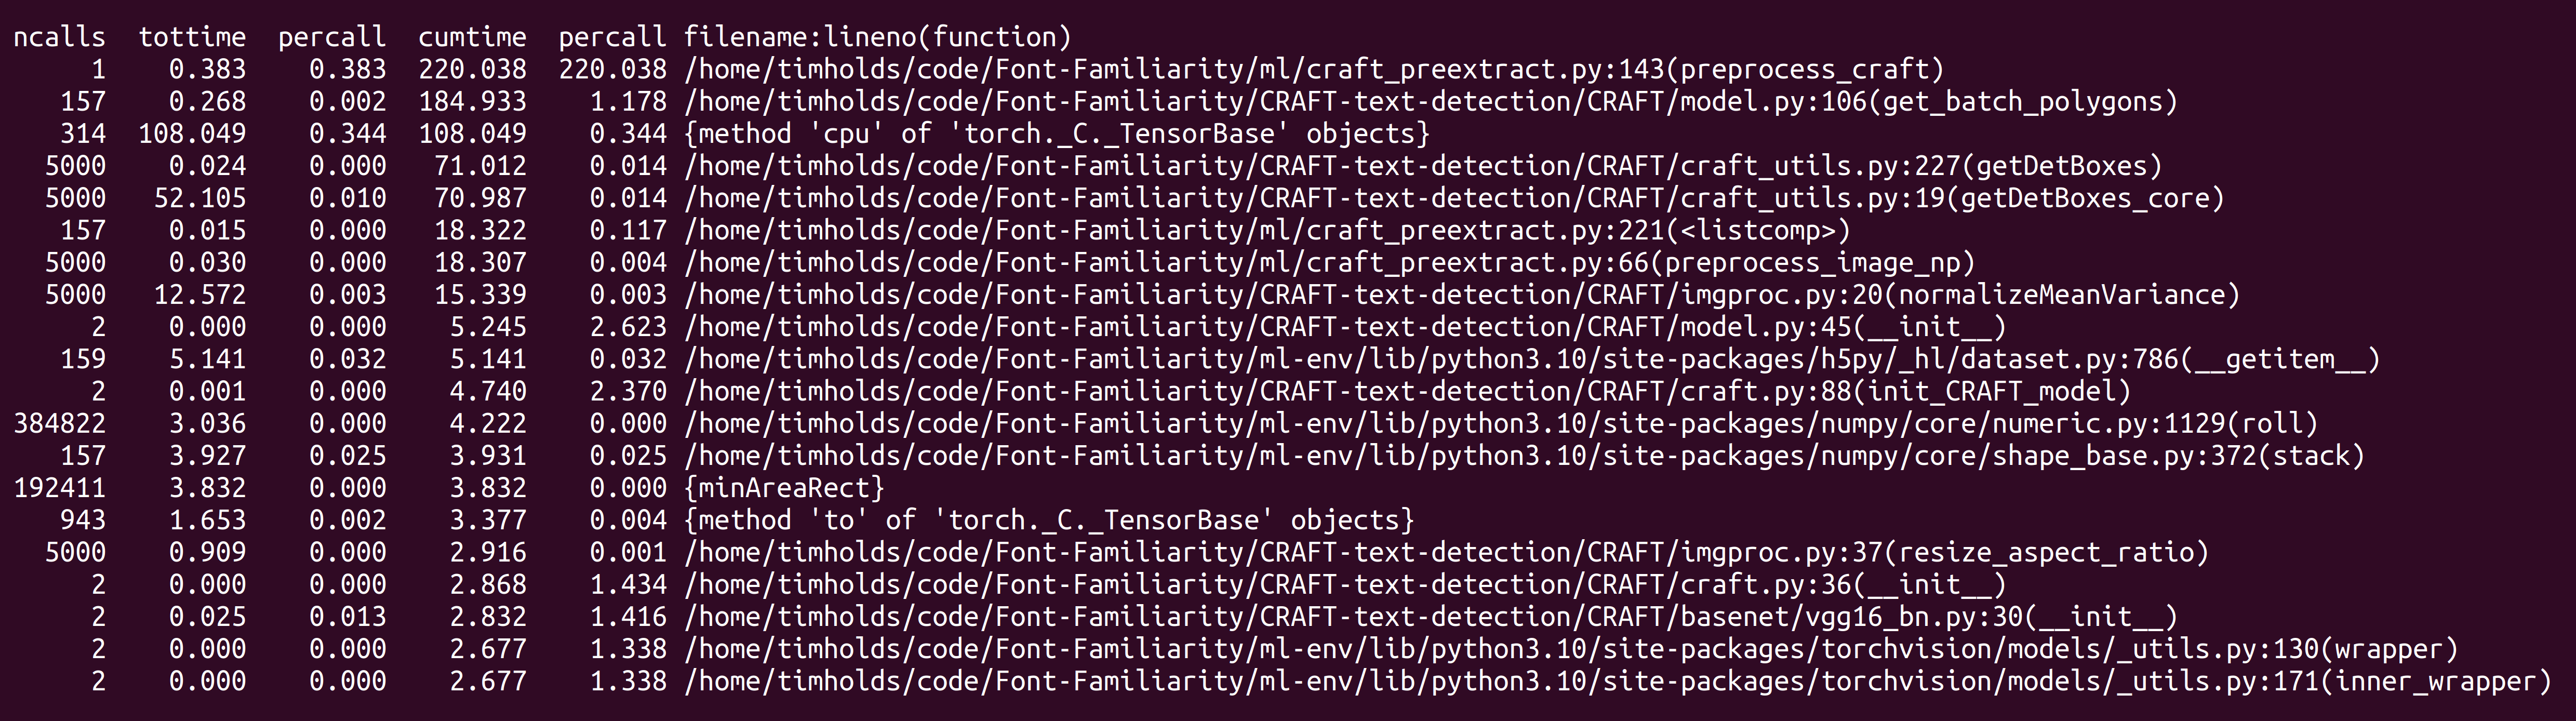 ncalls  tottime  percall  cumtime  percall filename:lineno(function)
     1    0.383    0.383  220.038  220.038 /home/timholds/code/Font-Familiarity/ml/craft_preextract.py:143(preprocess_craft)
   157    0.268    0.002  184.933    1.178 /home/timholds/code/Font-Familiarity/CRAFT-text-detection/CRAFT/model.py:106(get_batch_polygons)
   314  108.049    0.344  108.049    0.344 {method 'cpu' of 'torch._C._TensorBase' objects}
  5000    0.024    0.000   71.012    0.014 /home/timholds/code/Font-Familiarity/CRAFT-text-detection/CRAFT/craft_utils.py:227(getDetBoxes)
  5000   52.105    0.010   70.987    0.014 /home/timholds/code/Font-Familiarity/CRAFT-text-detection/CRAFT/craft_utils.py:19(getDetBoxes_core)
   157    0.015    0.000   18.322    0.117 /home/timholds/code/Font-Familiarity/ml/craft_preextract.py:221(<listcomp>)
  5000    0.030    0.000   18.307    0.004 /home/timholds/code/Font-Familiarity/ml/craft_preextract.py:66(preprocess_image_np)
  5000   12.572    0.003   15.339    0.003 /home/timholds/code/Font-Familiarity/CRAFT-text-detection/CRAFT/imgproc.py:20(normalizeMeanVariance)
     2    0.000    0.000    5.245    2.623 /home/timholds/code/Font-Familiarity/CRAFT-text-detection/CRAFT/model.py:45(__init__)
   159    5.141    0.032    5.141    0.032 /home/timholds/code/Font-Familiarity/ml-env/lib/python3.10/site-packages/h5py/_hl/dataset.py:786(__getitem__)
     2    0.001    0.000    4.740    2.370 /home/timholds/code/Font-Familiarity/CRAFT-text-detection/CRAFT/craft.py:88(init_CRAFT_model)
384822    3.036    0.000    4.222    0.000 /home/timholds/code/Font-Familiarity/ml-env/lib/python3.10/site-packages/numpy/core/numeric.py:1129(roll)
   157    3.927    0.025    3.931    0.025 /home/timholds/code/Font-Familiarity/ml-env/lib/python3.10/site-packages/numpy/core/shape_base.py:372(stack)
192411    3.832    0.000    3.832    0.000 {minAreaRect}
   943    1.653    0.002    3.377    0.004 {method 'to' of 'torch._C._TensorBase' objects}
  5000    0.909    0.000    2.916    0.001 /home/timholds/code/Font-Familiarity/CRAFT-text-detection/CRAFT/imgproc.py:37(resize_aspect_ratio)
     2    0.000    0.000    2.868    1.434 /home/timholds/code/Font-Familiarity/CRAFT-text-detection/CRAFT/craft.py:36(__init__)
     2    0.025    0.013    2.832    1.416 /home/timholds/code/Font-Familiarity/CRAFT-text-detection/CRAFT/basenet/vgg16_bn.py:30(__init__)
     2    0.000    0.000    2.677    1.338 /home/timholds/code/Font-Familiarity/ml-env/lib/python3.10/site-packages/torchvision/models/_utils.py:130(wrapper)
     2    0.000    0.000    2.677    1.338 /home/timholds/code/Font-Familiarity/ml-env/lib/python3.10/site-packages/torchvision/models/_utils.py:171(inner_wrapper)